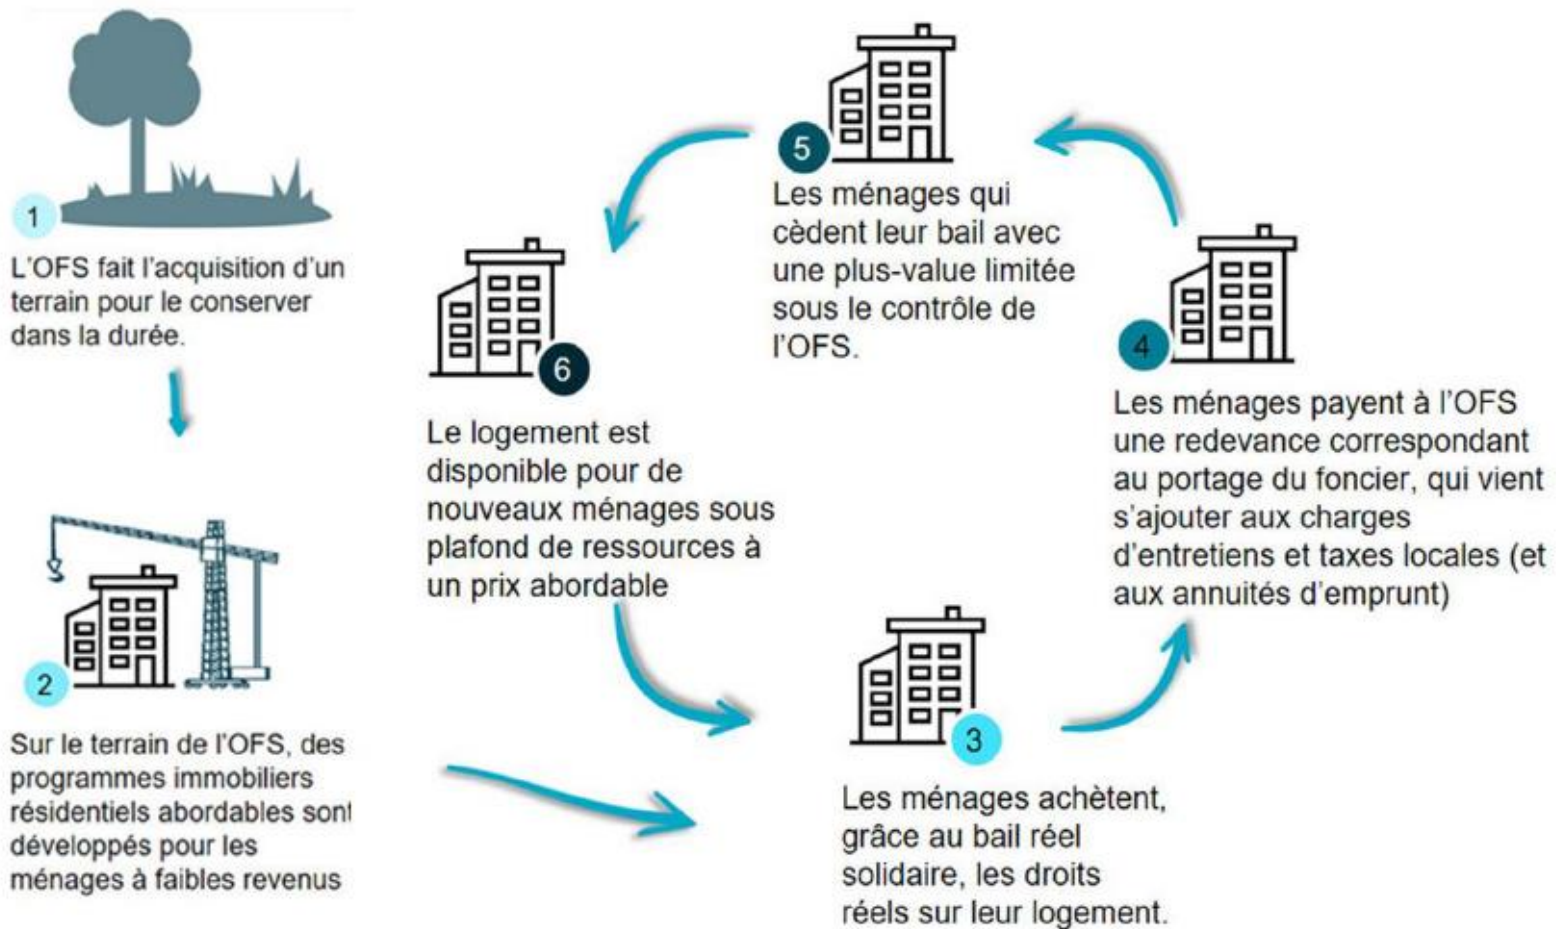 1
L'OFS fait l'acquisition d'un
terrain pour le conserver
dans la durée.
2
Sur le terrain de l'OFS, des
programmes immobiliers
résidentiels abordables sont
développés pour les
ménages à faibles revenus
3
Les ménages achètent,
grâce au bail réel
solidaire, les droits
réels sur leur logement.
4
Les ménages payent à l'OFS
une redevance correspondant
au portage du foncier, qui vient
s'ajouter aux charges
d'entretiens et taxes locales (et
aux annuités d'emprunt)
5
Les ménages qui
cèdent leur bail avec
une plus-value limitée
sous le contrôle de
l'OFS.
6
Le logement est
disponible pour de
nouveaux ménages sous
plafond de ressources à
un prix abordable